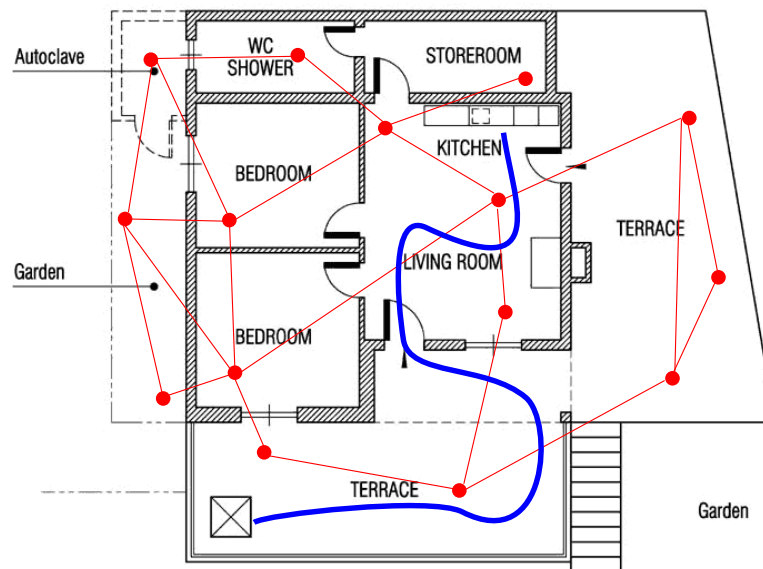 WC
SHOWER
STOREROOM
Autoclave
KITCHEN
BEDROOM
TERRACE
LIVING ROOM
Garden
BEDROOM
TERRACE
Garden